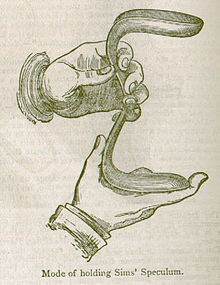 Mode of holding Sims' Speculum.